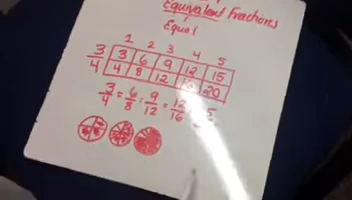 Equivalent fractions
Equal
1 2 3 4 5
3/4 3 6 9 12 15
4 8 12 20
3/4 = 6/8 = 9/12 = 12/16 =